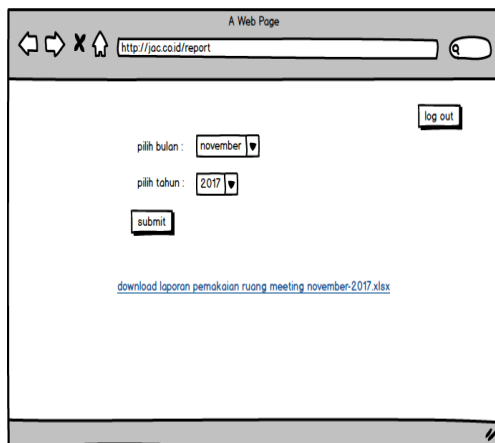 A Web Page
http://jac.co.id/report
log out
pilih bulan : november
pilih tahun : 2017
submit
download laporan pemakaian ruang meeting november-2017.xlsx